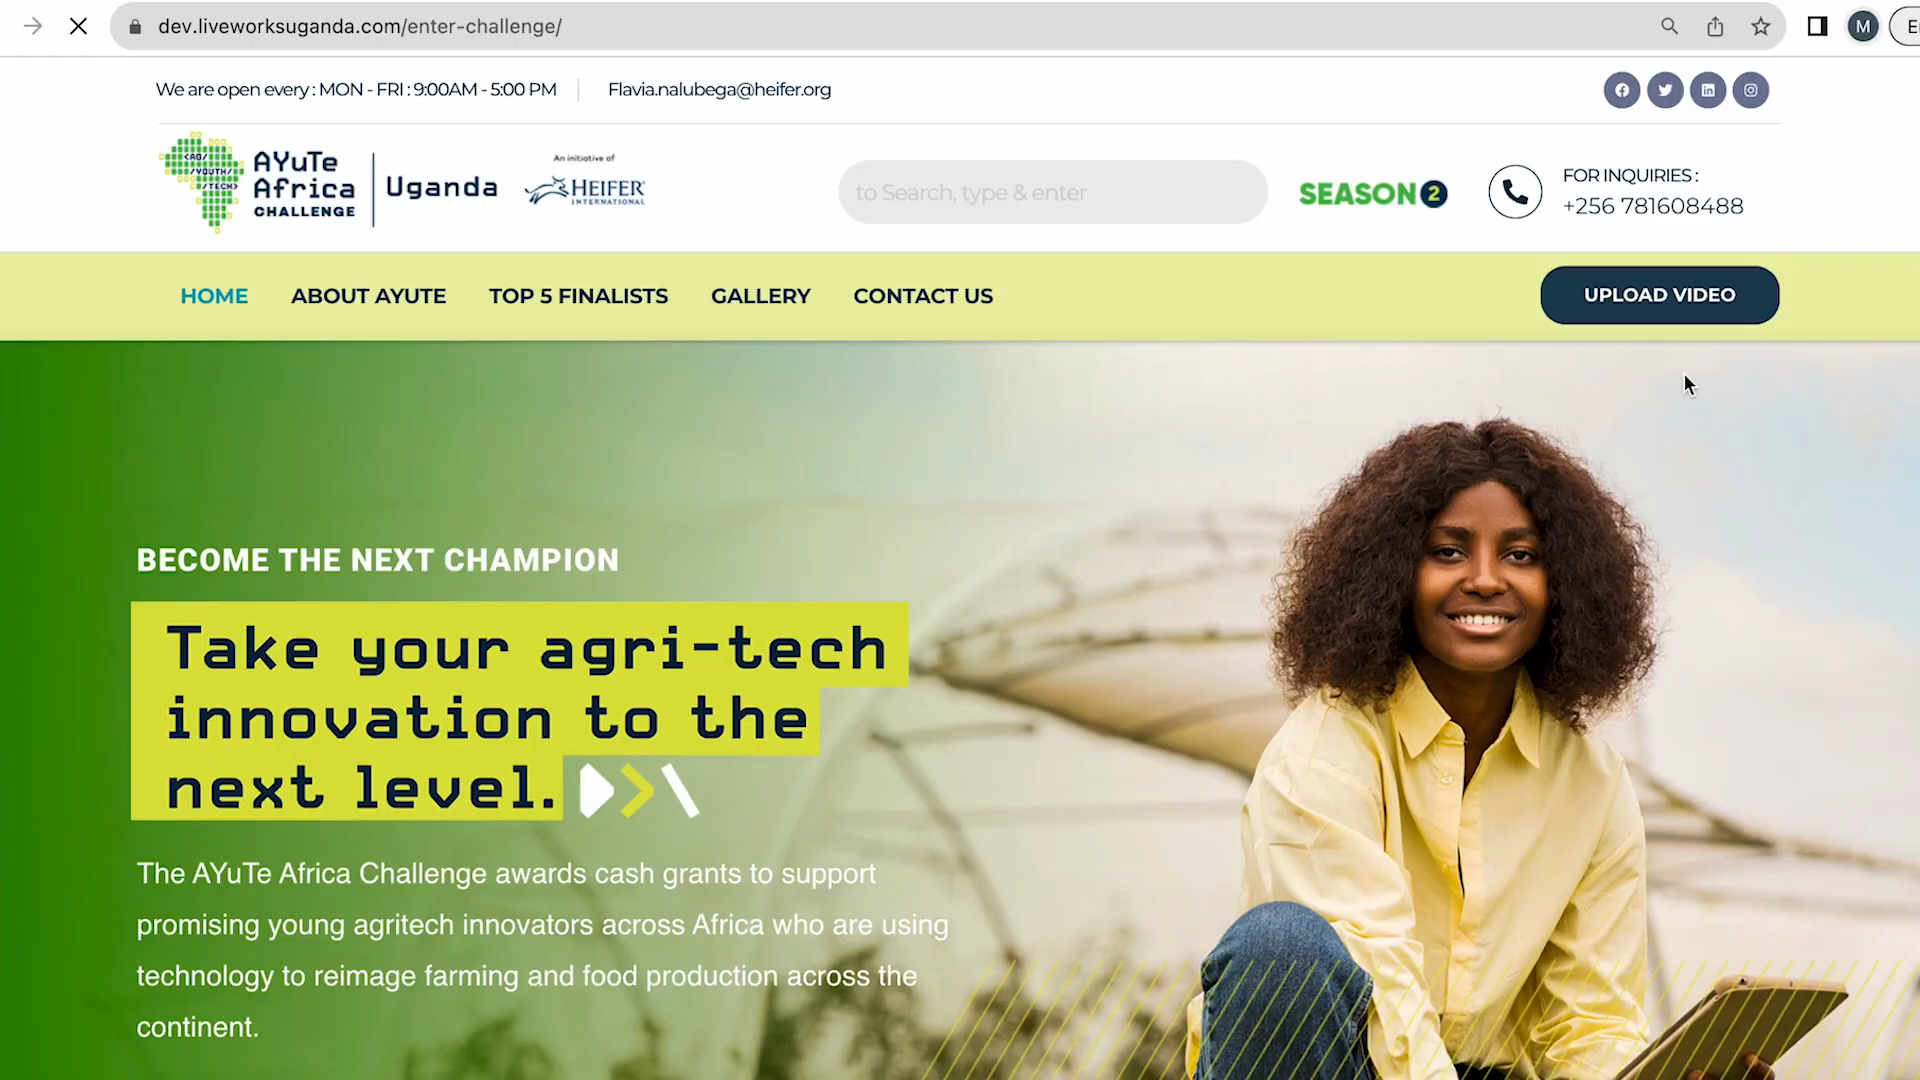 dev.liveworksuganda.com/enter-challenge/
M
We are open every : MON - FRI : 9:00AM - 5:00 PM
Flavia.nalubega@heifer.org
<AG/
/YOUTH/
/TECH>
AYuTe
Africa
CHALLENGE
Uganda
An initiative of
HEIFER
INTERNATIONAL
to Search, type & enter
SEASON 2
FOR INQUIRIES :
+256 781608488
HOME
ABOUT AYUTE
TOP 5 FINALISTS
GALLERY
CONTACT US
UPLOAD VIDEO
BECOME THE NEXT CHAMPION
Take your agri-tech
innovation to the
next level.
The AYuTe Africa Challenge awards cash grants to support
promising young agritech innovators across Africa who are using
technology to reimage farming and food production across the
continent.